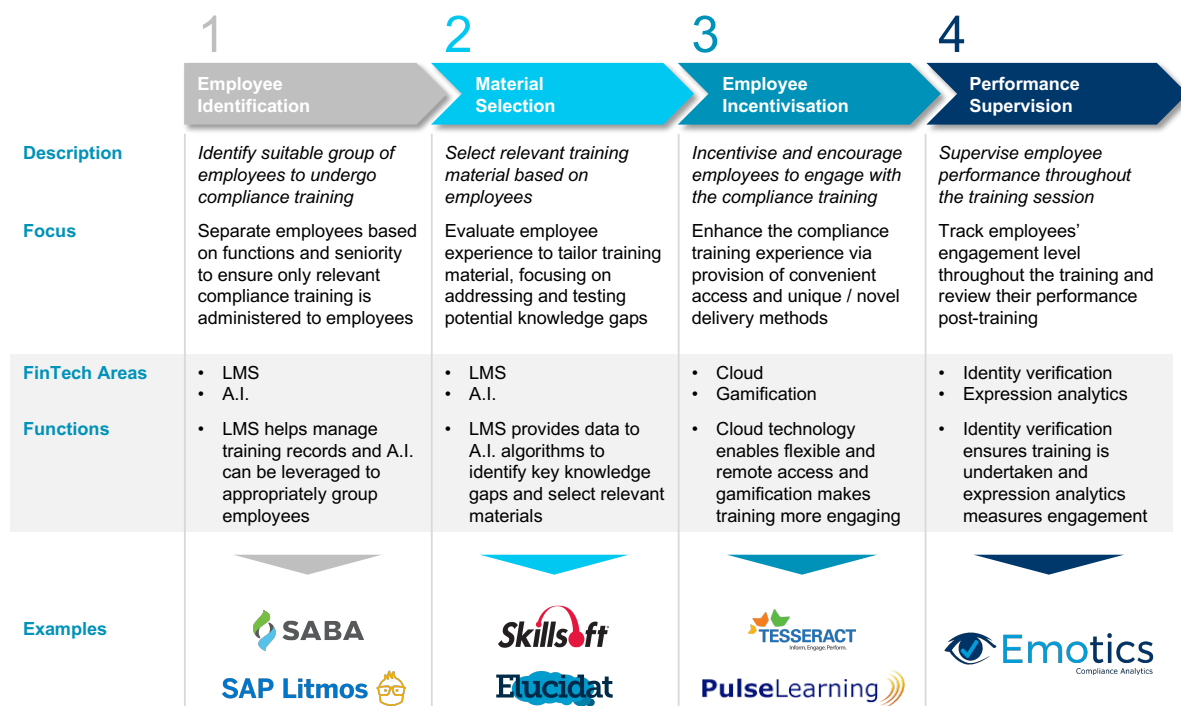 1
2
3
4
Employee
Identification
Material
Selection
Employee
Incentivisation
Performance
Supervision
Description
Identify suitable group of
employees to undergo
compliance training
Select relevant training
material based on
employees
Incentivise and encourage
employees to engage with
the compliance training
Supervise employee
performance throughout
the training session
Focus
Separate employees based
on functions and seniority
to ensure only relevant
compliance training is
administered to employees
Evaluate employee
experience to tailor training
material, focusing on
addressing and testing
potential knowledge gaps
Enhance the compliance
training experience via
provision of convenient
access and unique / novel
delivery methods
Track employees’
engagement level
throughout the training and
review their performance
post-training
FinTech Areas
• LMS
• A.I.
• LMS
• A.I.
• Cloud
• Gamification
• Identity verification
• Expression analytics
Functions
• LMS helps manage
training records and A.I.
can be leveraged to
appropriately group
employees
• LMS provides data to
A.I. algorithms to
identify key knowledge
gaps and select relevant
materials
• Cloud technology
enables flexible and
remote access and
gamification makes
training more engaging
• Identity verification
ensures training is
undertaken and
expression analytics
measures engagement
Examples
SABA
SAP Litmos
Skillsoft
Elucidat
TESSERACT
Inform. Engage. Perform.
PulseLearning
Emotics
Compliance Analytics